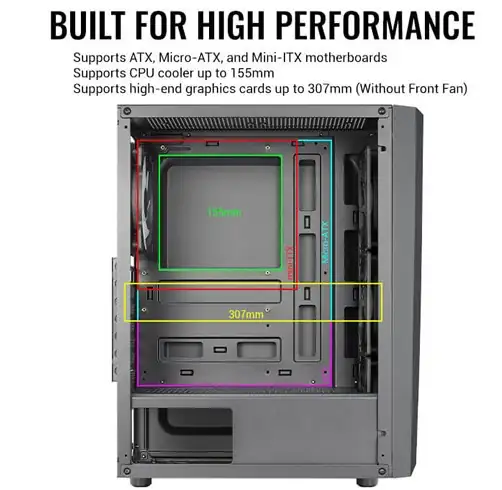 BUILT FOR HIGH PERFORMANCE
Supports ATX, Micro-ATX, and Mini-ITX motherboards
Supports CPU cooler up to 155mm
Supports high-end graphics cards up to 307mm (Without Front Fan)
155mm
mini-ITX
Micro-ATX
307mm